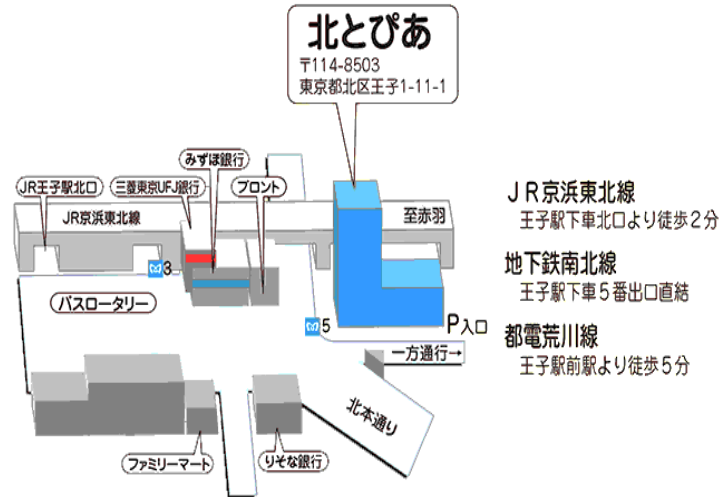 北とぴあ
〒114-8503
東京都北区王子1-11-1
みずほ銀行
JR王子駅北口
三菱東京UFJ銀行
プロント
JR京浜東北線
至赤羽
3
バスロータリー
5
P入口
一方通行→
北本通り
ファミリーマート
りそな銀行
JR京浜東北線
王子駅下車北口より徒歩2分
地下鉄南北線
王子駅下車5番出口直結
都電荒川線
王子駅前駅より徒歩5分